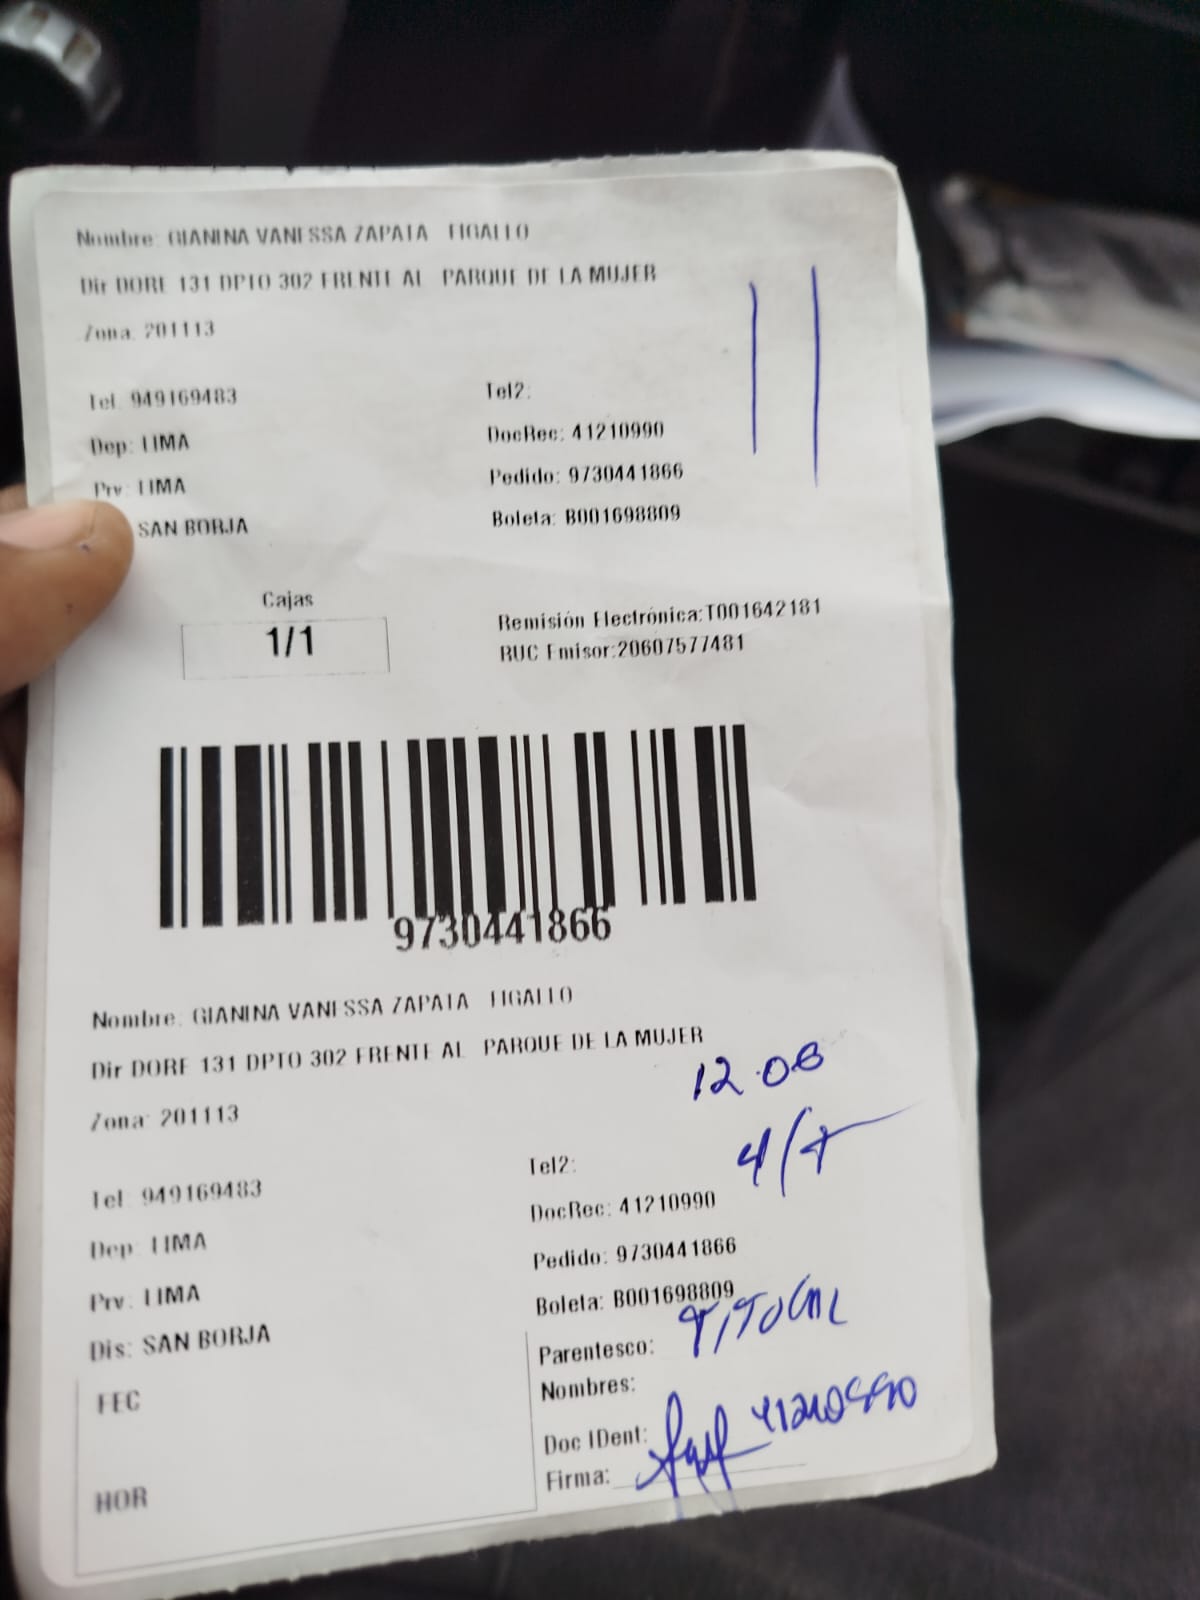 Nombre: GIANINA VANESSA ZAPATA FIGALLO
Dir DORE 131 DPTO 302 FRENTE AL PARQUE DE LA MUJER
Zona: 201113
Tel: 949169483
Tel2:
Dep: LIMA
DocRec: 41210990
Prv: LIMA
Pedido: 9730441866
SAN BORJA
Boleta: B001698809
Cajas
1/1
Remisión Electrónica:T001642181
RUC Emisor:20607577481
9730441866
Nombre: GIANINA VANESSA ZAPATA FIGALLO
Dir DORE 131 DPTO 302 FRENTE AL PARQUE DE LA MUJER
12.08
Zona: 201113
Tel: 949169483
Tel2:
DocRec: 41210990
Dep: LIMA
Pedido: 9730441866
Prv: LIMA
Boleta: B001698809
Dis: SAN BORJA
Parentesco: TITULAR
FEC
Nombres:
Doc IDent: 41210990
HOR
Firma: